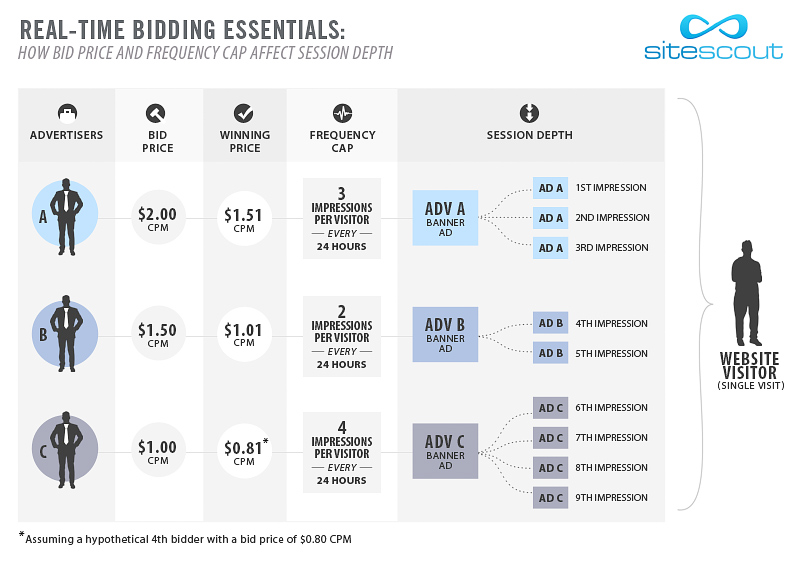 REAL-TIME BIDDING ESSENTIALS:
HOW BID PRICE AND FREQUENCY CAP AFFECT SESSION DEPTH
sitescout
ADVERTISERS
BID
PRICE
WINNING
PRICE
FREQUENCY
CAP
SESSION DEPTH
A
$2.00
CPM
$1.51
CPM
3
IMPRESSIONS
PER VISITOR
— EVERY —
24 HOURS
ADV A
BANNER
AD
AD A 1ST IMPRESSION
AD A 2ND IMPRESSION
AD A 3RD IMPRESSION
B
$1.50
CPM
$1.01
CPM
2
IMPRESSIONS
PER VISITOR
— EVERY —
24 HOURS
ADV B
BANNER
AD
AD B 4TH IMPRESSION
AD B 5TH IMPRESSION
C
$1.00
CPM
$0.81*
CPM
4
IMPRESSIONS
PER VISITOR
— EVERY —
24 HOURS
ADV C
BANNER
AD
AD C 6TH IMPRESSION
AD C 7TH IMPRESSION
AD C 8TH IMPRESSION
AD C 9TH IMPRESSION
WEBSITE
VISITOR
(SINGLE VISIT)
*Assuming a hypothetical 4th bidder with a bid price of $0.80 CPM